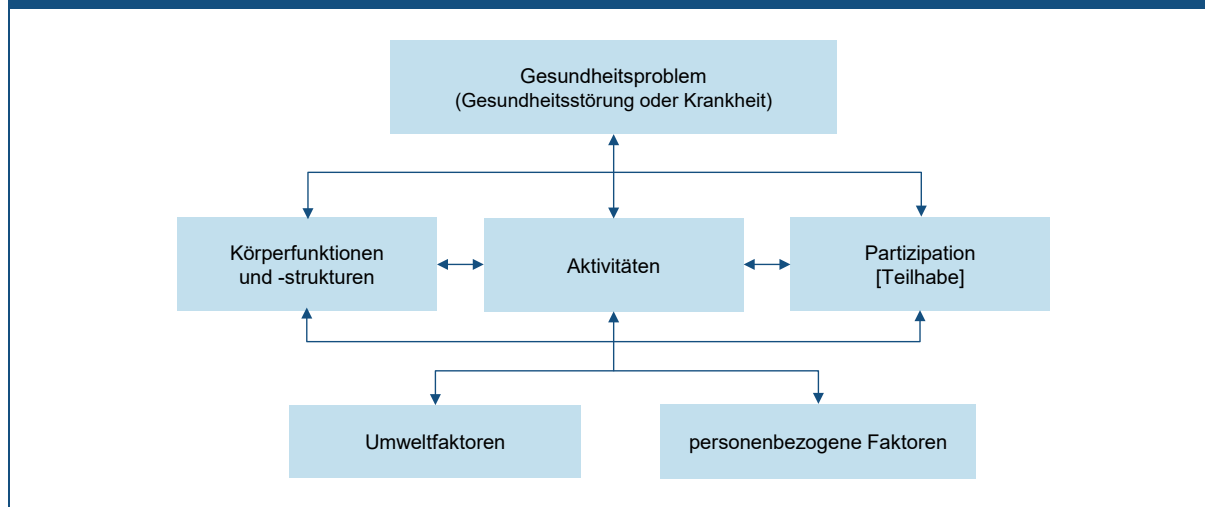 Gesundheitsproblem
(Gesundheitsstörung oder Krankheit)
Körperfunktionen
und -strukturen
Aktivitäten
Partizipation
[Teilhabe]
Umweltfaktoren
personenbezogene Faktoren